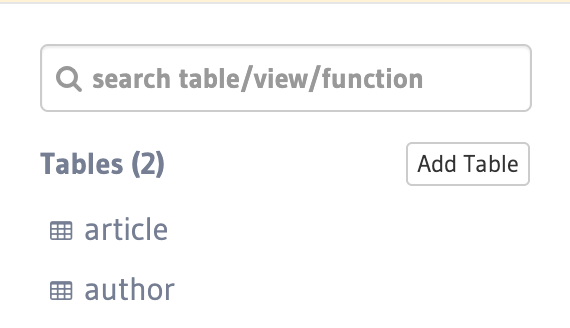 search table/view/function
Tables (2)
Add Table
article
author